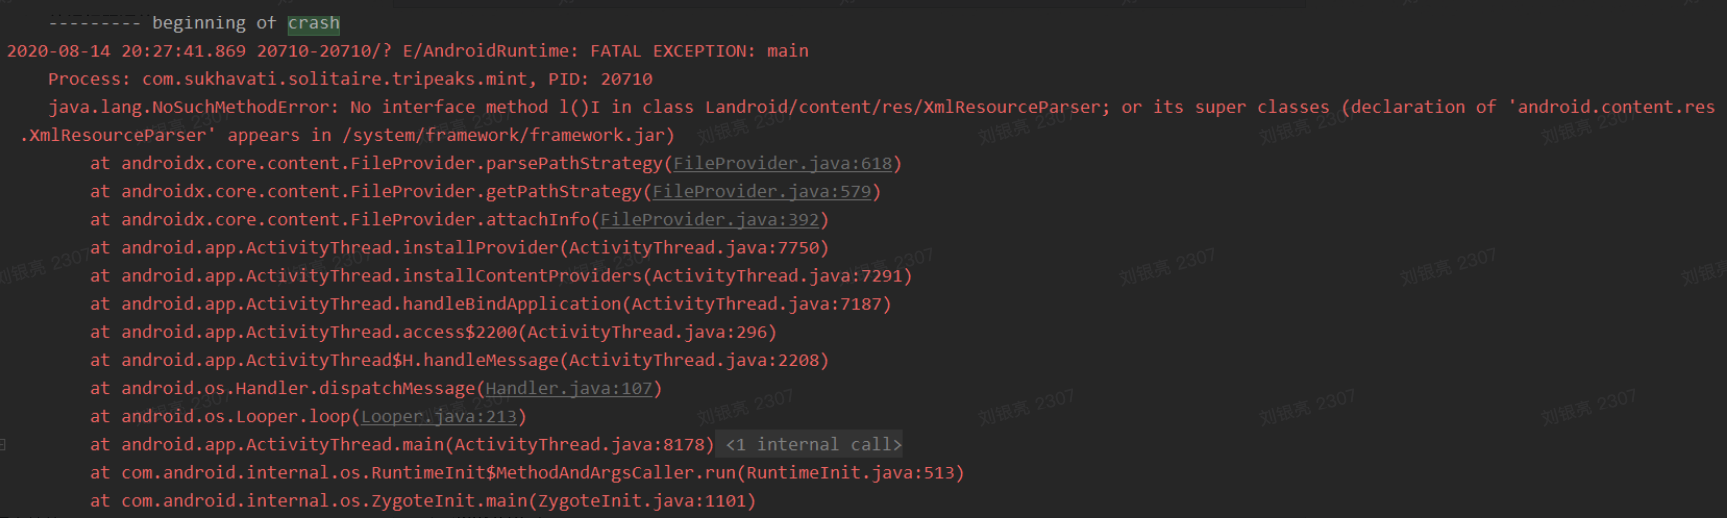 --------- beginning of crash
2020-08-14 20:27:41.869 20710-20710/? E/AndroidRuntime: FATAL EXCEPTION: main
Process: com.sukhavati.solitaire.tripeaks.mint, PID: 20710
java.lang.NoSuchMethodError: No interface method l()I in class Landroid/content/res/XmlResourceParser; or its super classes (declaration of 'android.content.res
.XmlResourceParser' appears in /system/framework/framework.jar)
at androidx.core.content.FileProvider.parsePathStrategy(FileProvider.java:618)
at androidx.core.content.FileProvider.getPathStrategy(FileProvider.java:579)
at androidx.core.content.FileProvider.attachInfo(FileProvider.java:392)
at android.app.ActivityThread.installProvider(ActivityThread.java:7750)
at android.app.ActivityThread.installContentProviders(ActivityThread.java:7291)
at android.app.ActivityThread.handleBindApplication(ActivityThread.java:7187)
at android.app.ActivityThread.access$2200(ActivityThread.java:296)
at android.app.ActivityThread$H.handleMessage(ActivityThread.java:2208)
at android.os.Handler.dispatchMessage(Handler.java:107)
at android.os.Looper.loop(Looper.java:213)
at android.app.ActivityThread.main(ActivityThread.java:8178) <1 internal call>
at com.android.internal.os.RuntimeInit$MethodAndArgsCaller.run(RuntimeInit.java:513)
at com.android.internal.os.ZygoteInit.main(ZygoteInit.java:1101)
刘银亮 2307